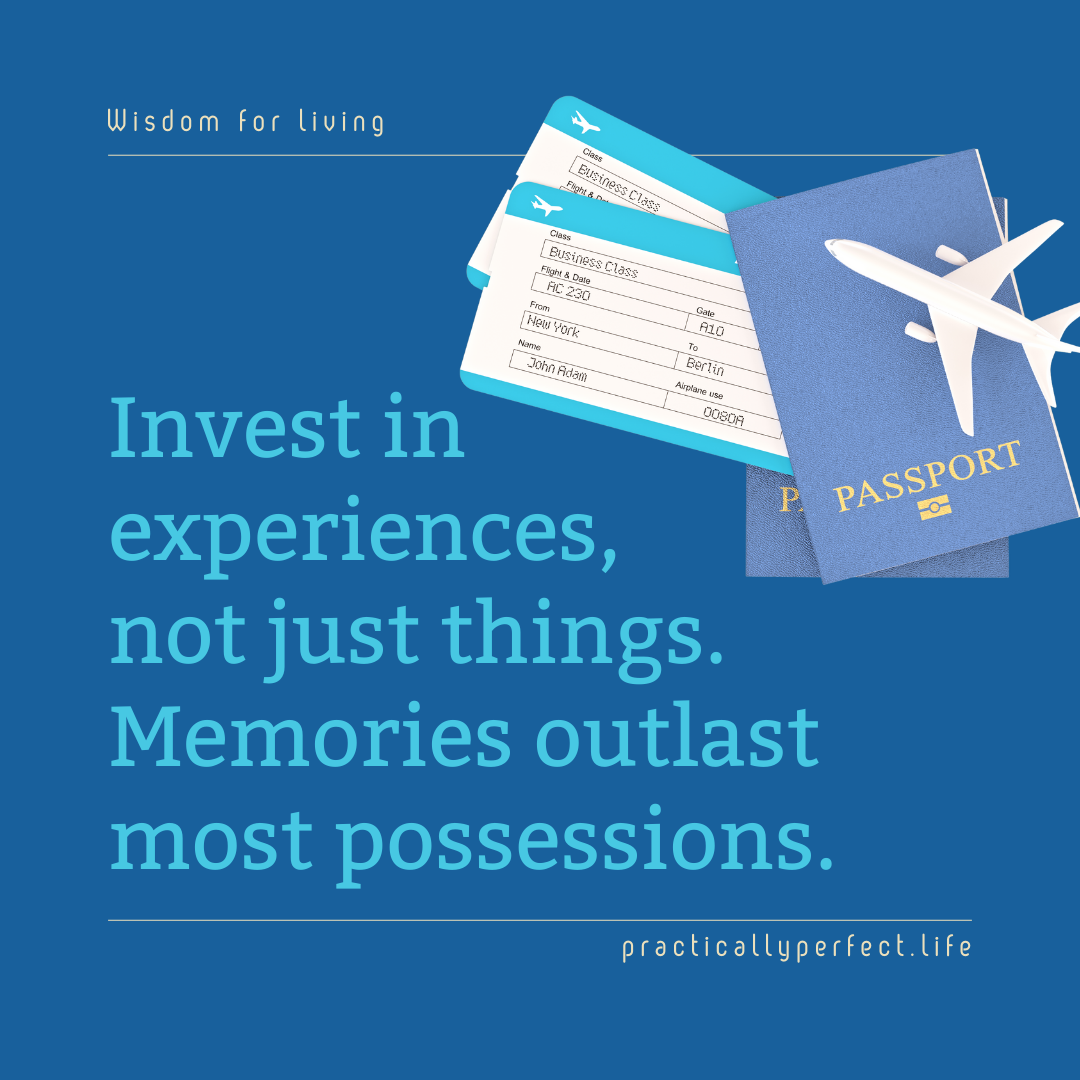 Wisdom for living
Class
Business Class
Flight & Da
Class
Business Class
Flight & Date
AC 230
Gate
A10
From
New York
To
Berlin
Name
John Adam
Airplane use
0080A
PASSPORT
Invest in
experiences,
not just things.
Memories outlast
most possessions.
practicallyperfect.life